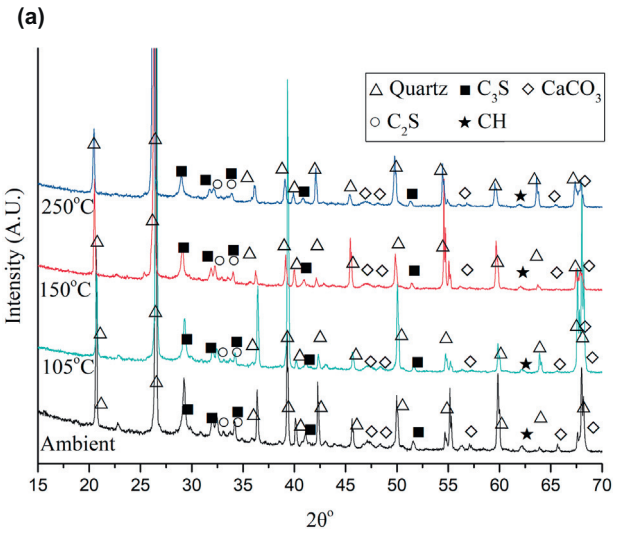 (a)
Quartz C₃S CaCO₃
C₂S CH
250°C
150°C
105°C
Ambient
Intensity (A.U.)
15 20 25 30 35 40 45 50 55 60 65 70
2θ°